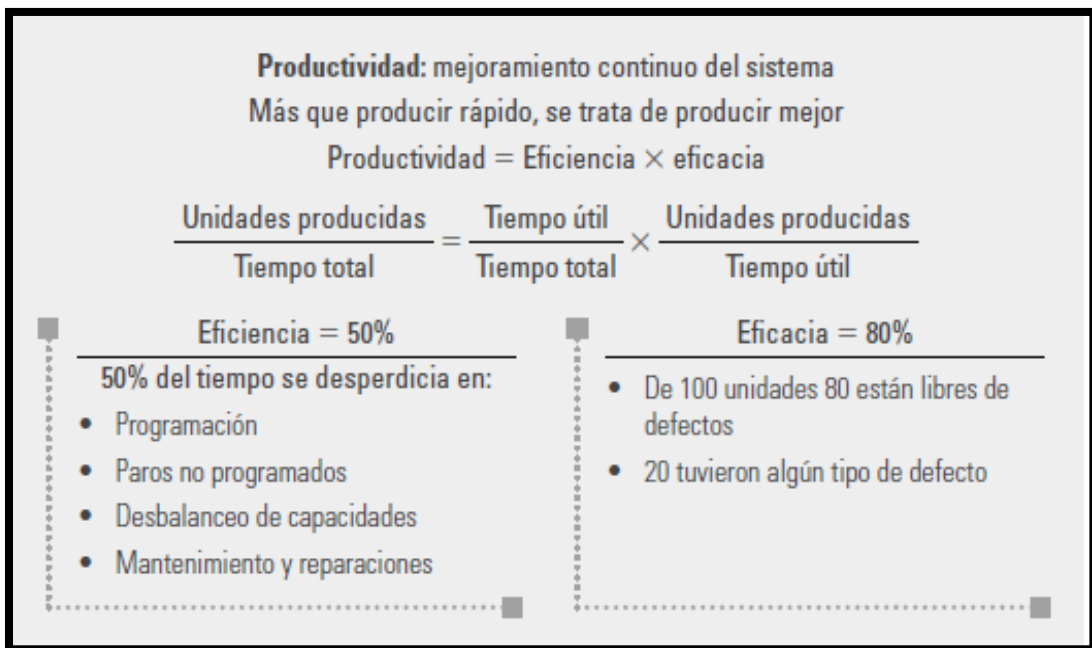 Productividad: mejoramiento continuo del sistema
Más que producir rápido, se trata de producir mejor
Productividad = Eficiencia × eficacia
Unidades producidas / Tiempo total = Tiempo útil / Tiempo total × Unidades producidas / Tiempo útil
Eficiencia = 50%
50% del tiempo se desperdicia en:
• Programación
• Paros no programados
• Desbalanceo de capacidades
• Mantenimiento y reparaciones
Eficacia = 80%
• De 100 unidades 80 están libres de
defectos
• 20 tuvieron algún tipo de defecto